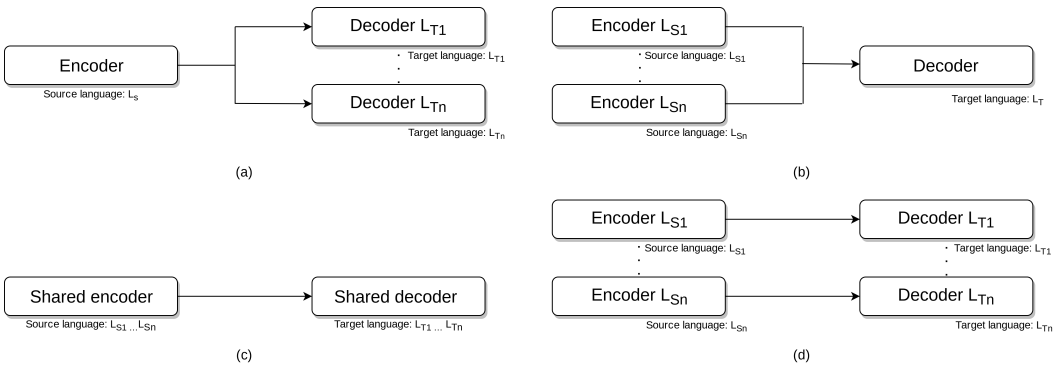 Decoder L_T1
Encoder
Target language: L_T1
Source language: L_s
Decoder L_Tn
Target language: L_Tn
(a)
Encoder L_S1
Source language: L_S1
Decoder
Target language: L_T
Encoder L_Sn
Source language: L_Sn
(b)
Shared encoder
Shared decoder
Source language: L_S1 ... L_Sn
Target language: L_T1 ... L_Tn
(c)
Encoder L_S1
Decoder L_T1
Source language: L_S1
Target language: L_T1
Encoder L_Sn
Decoder L_Tn
Source language: L_Sn
Target language: L_Tn
(d)